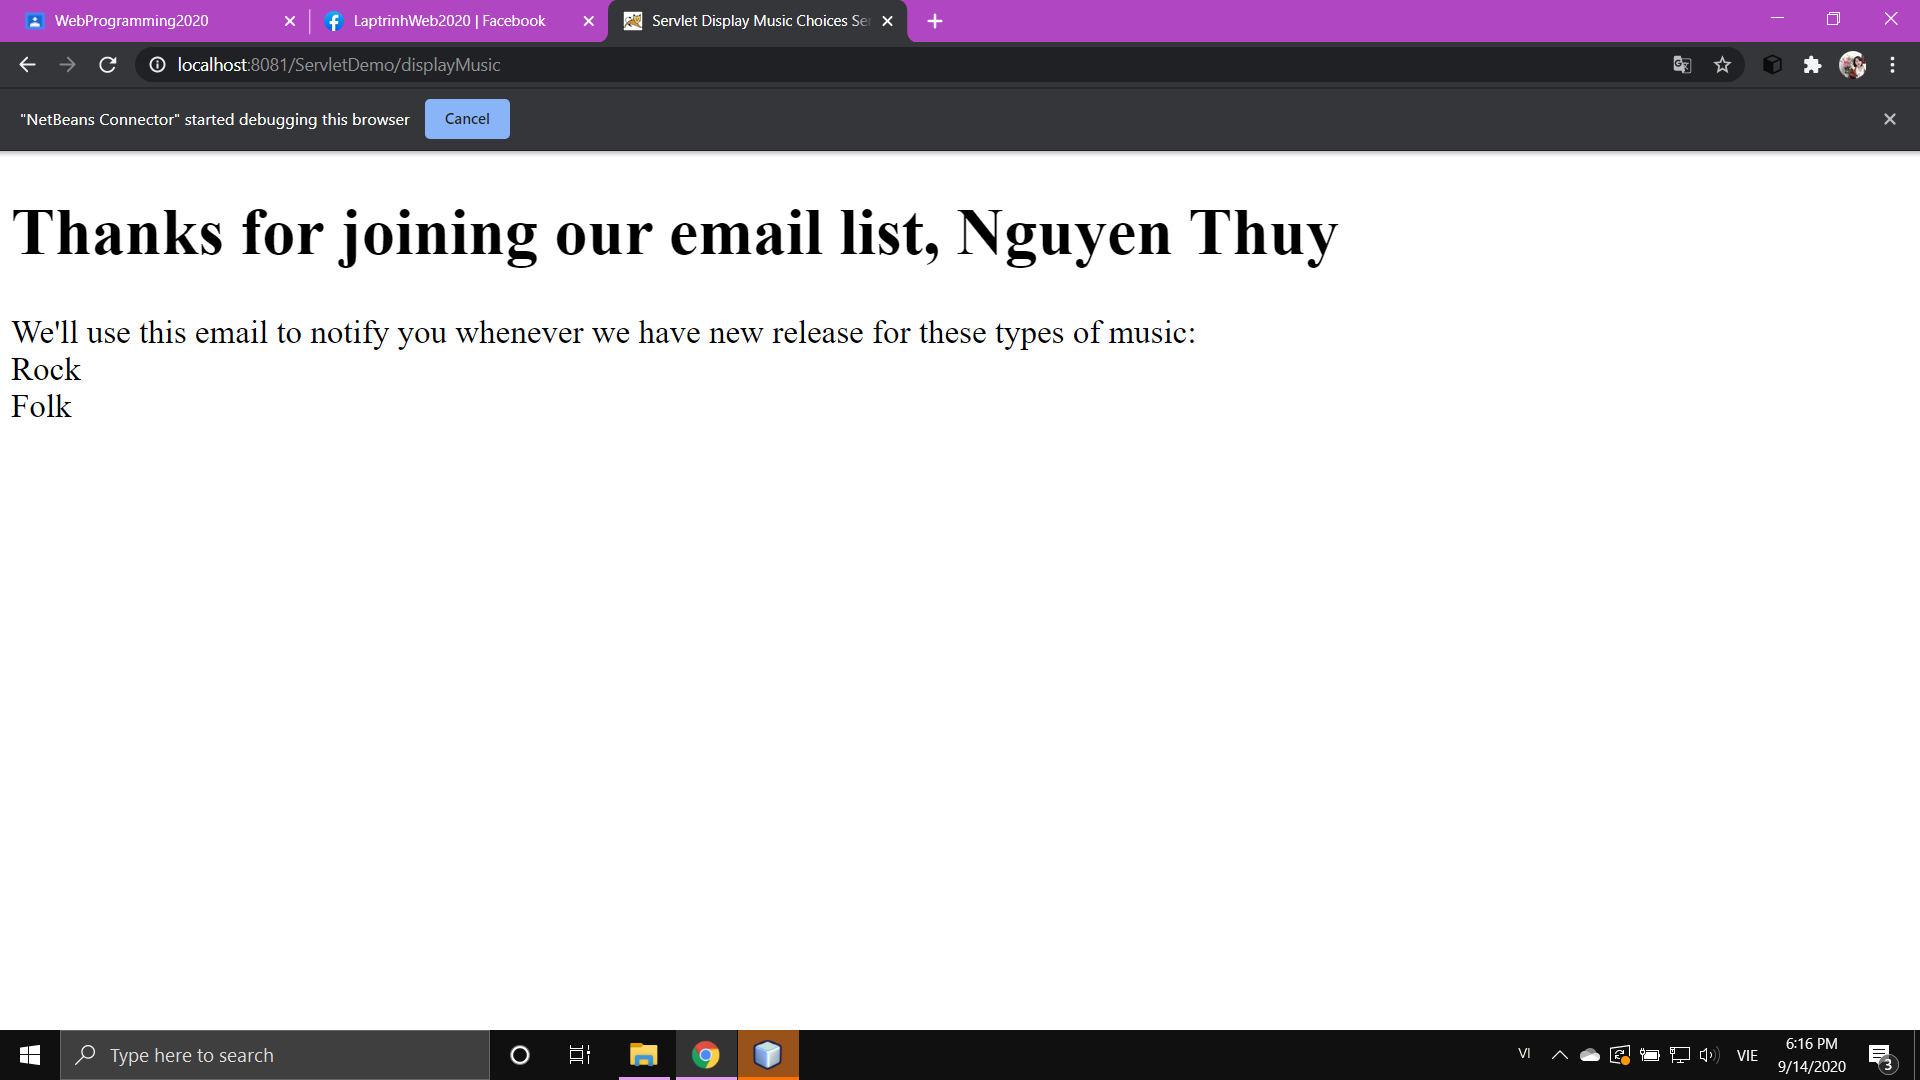 WebProgramming2020
LaptrinhWeb2020 | Facebook
Servlet Display Music Choices Ser
localhost:8081/ServletDemo/displayMusic
"NetBeans Connector" started debugging this browser
Cancel
Thanks for joining our email list, Nguyen Thuy
We'll use this email to notify you whenever we have new release for these types of music:
Rock
Folk
Type here to search
VI
VIE
6:16 PM
9/14/2020
3